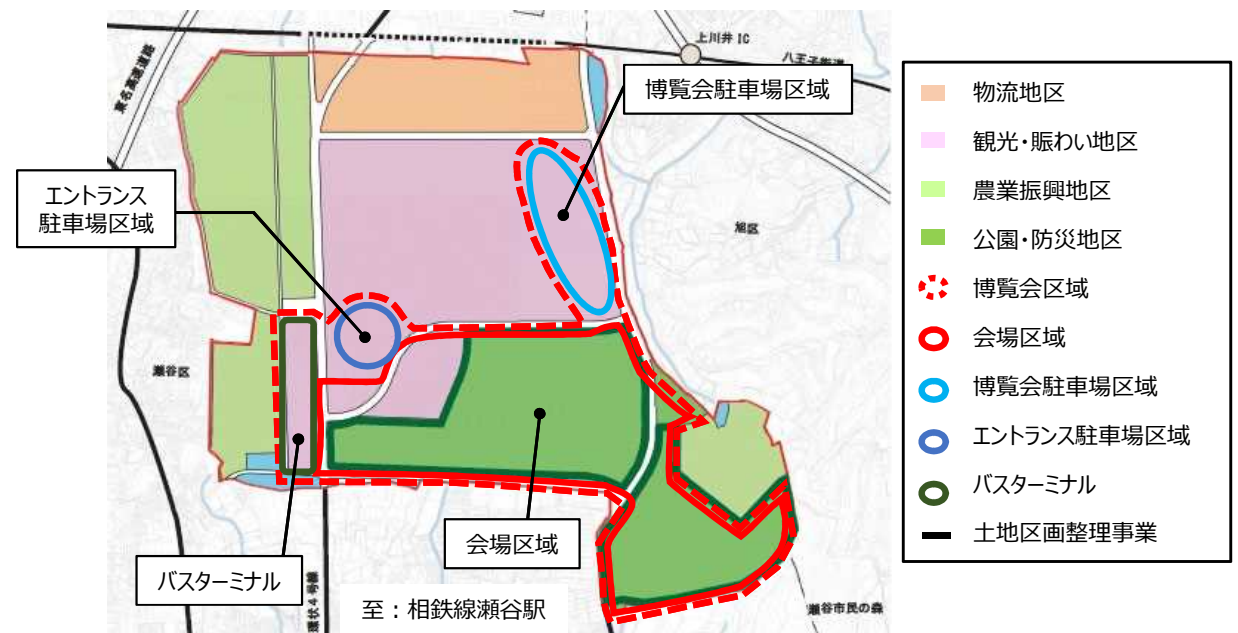 上川井IC
八王子街道
東名高速道路
博覧会駐車場区域
エントランス
駐車場区域
旭区
瀬谷区
会場区域
バスターミナル
環状4号線
至：相鉄線瀬谷駅
瀬谷市民の森
物流地区
観光・賑わい地区
農業振興地区
公園・防災地区
博覧会区域
会場区域
博覧会駐車場区域
エントランス駐車場区域
バスターミナル
土地区画整理事業